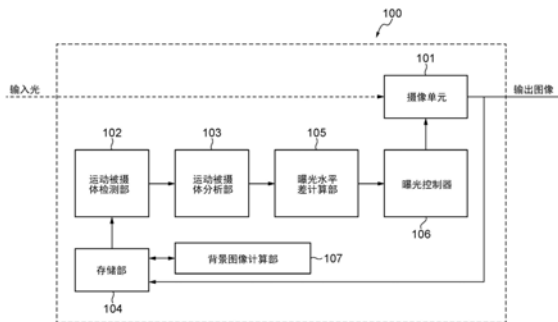 100
101
输入光
摄像单元
输出图像
102
103
105
运动被摄
体检测部
运动被摄
体分析部
曝光水平
差计算部
曝光控制器
106
存储部
背景图像计算部
107
104